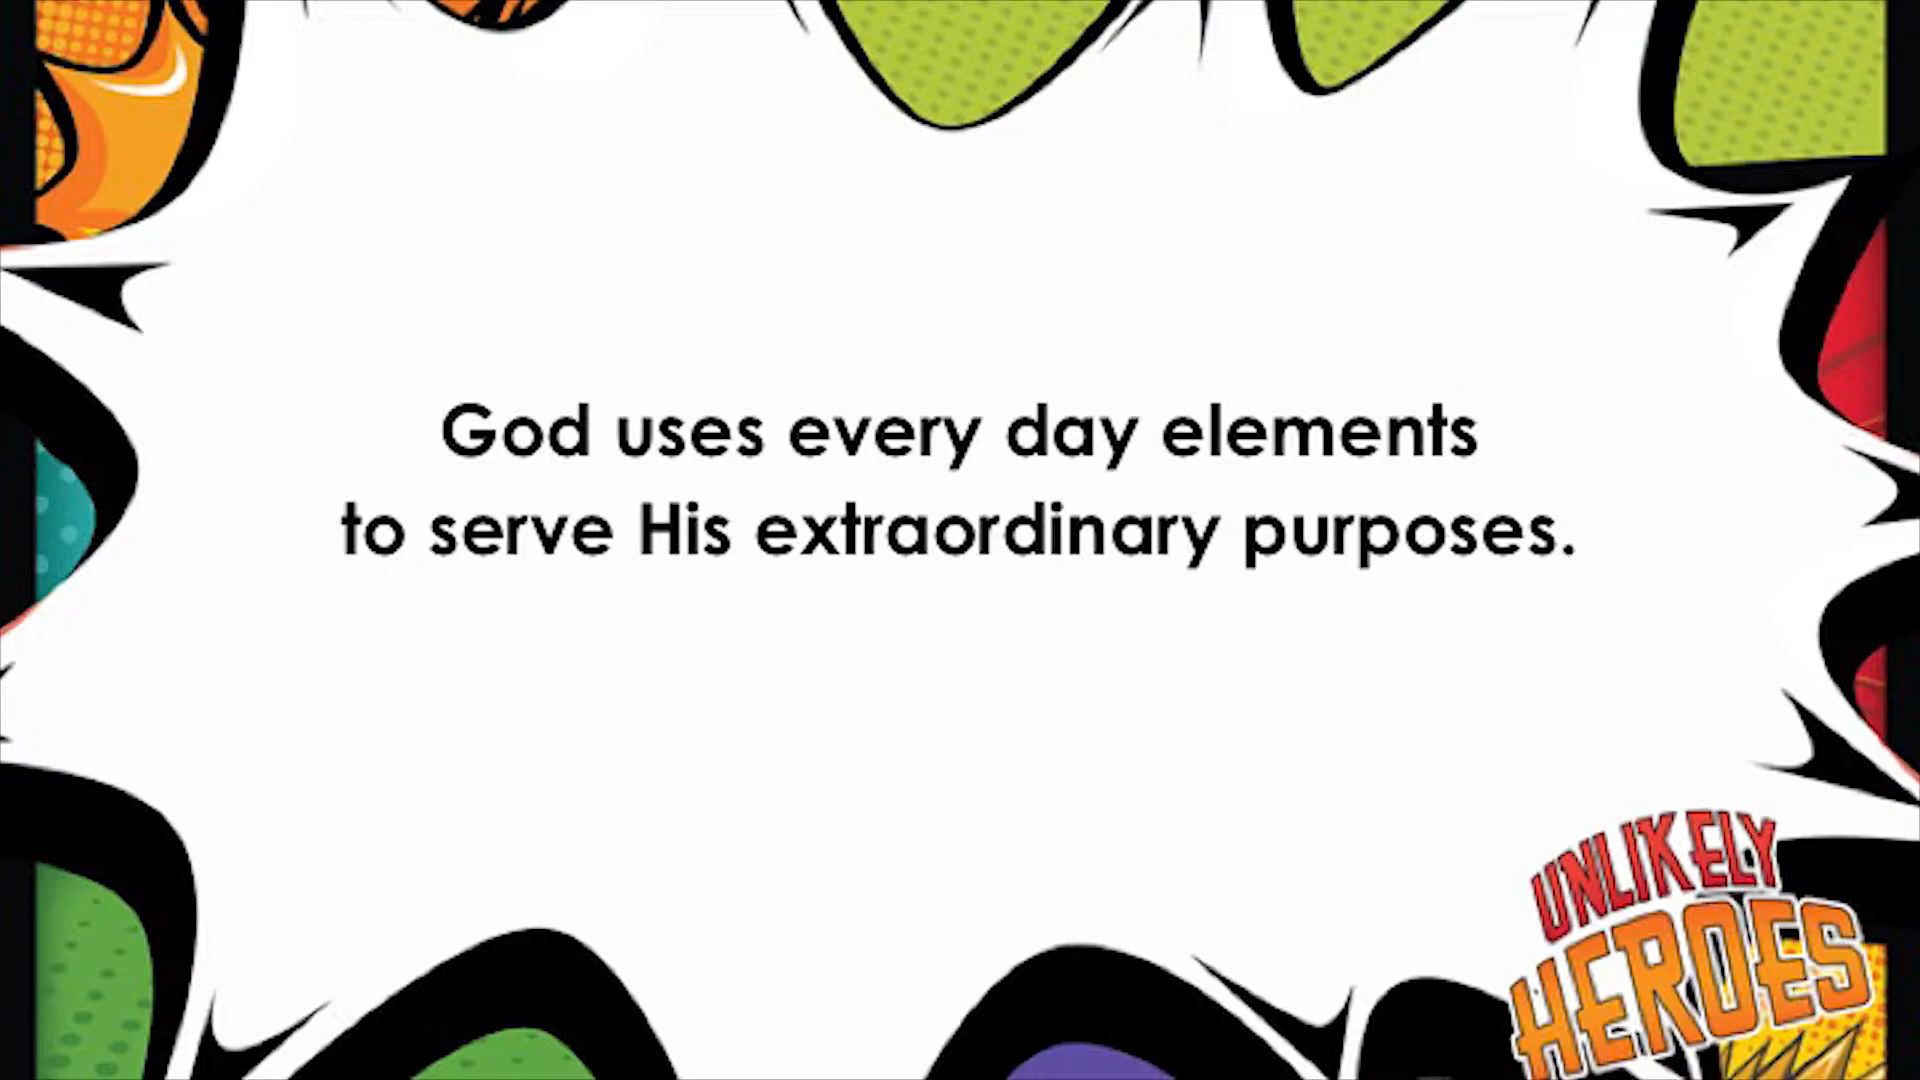 God uses every day elements
to serve His extraordinary purposes.
UNLIKELY
HEROES